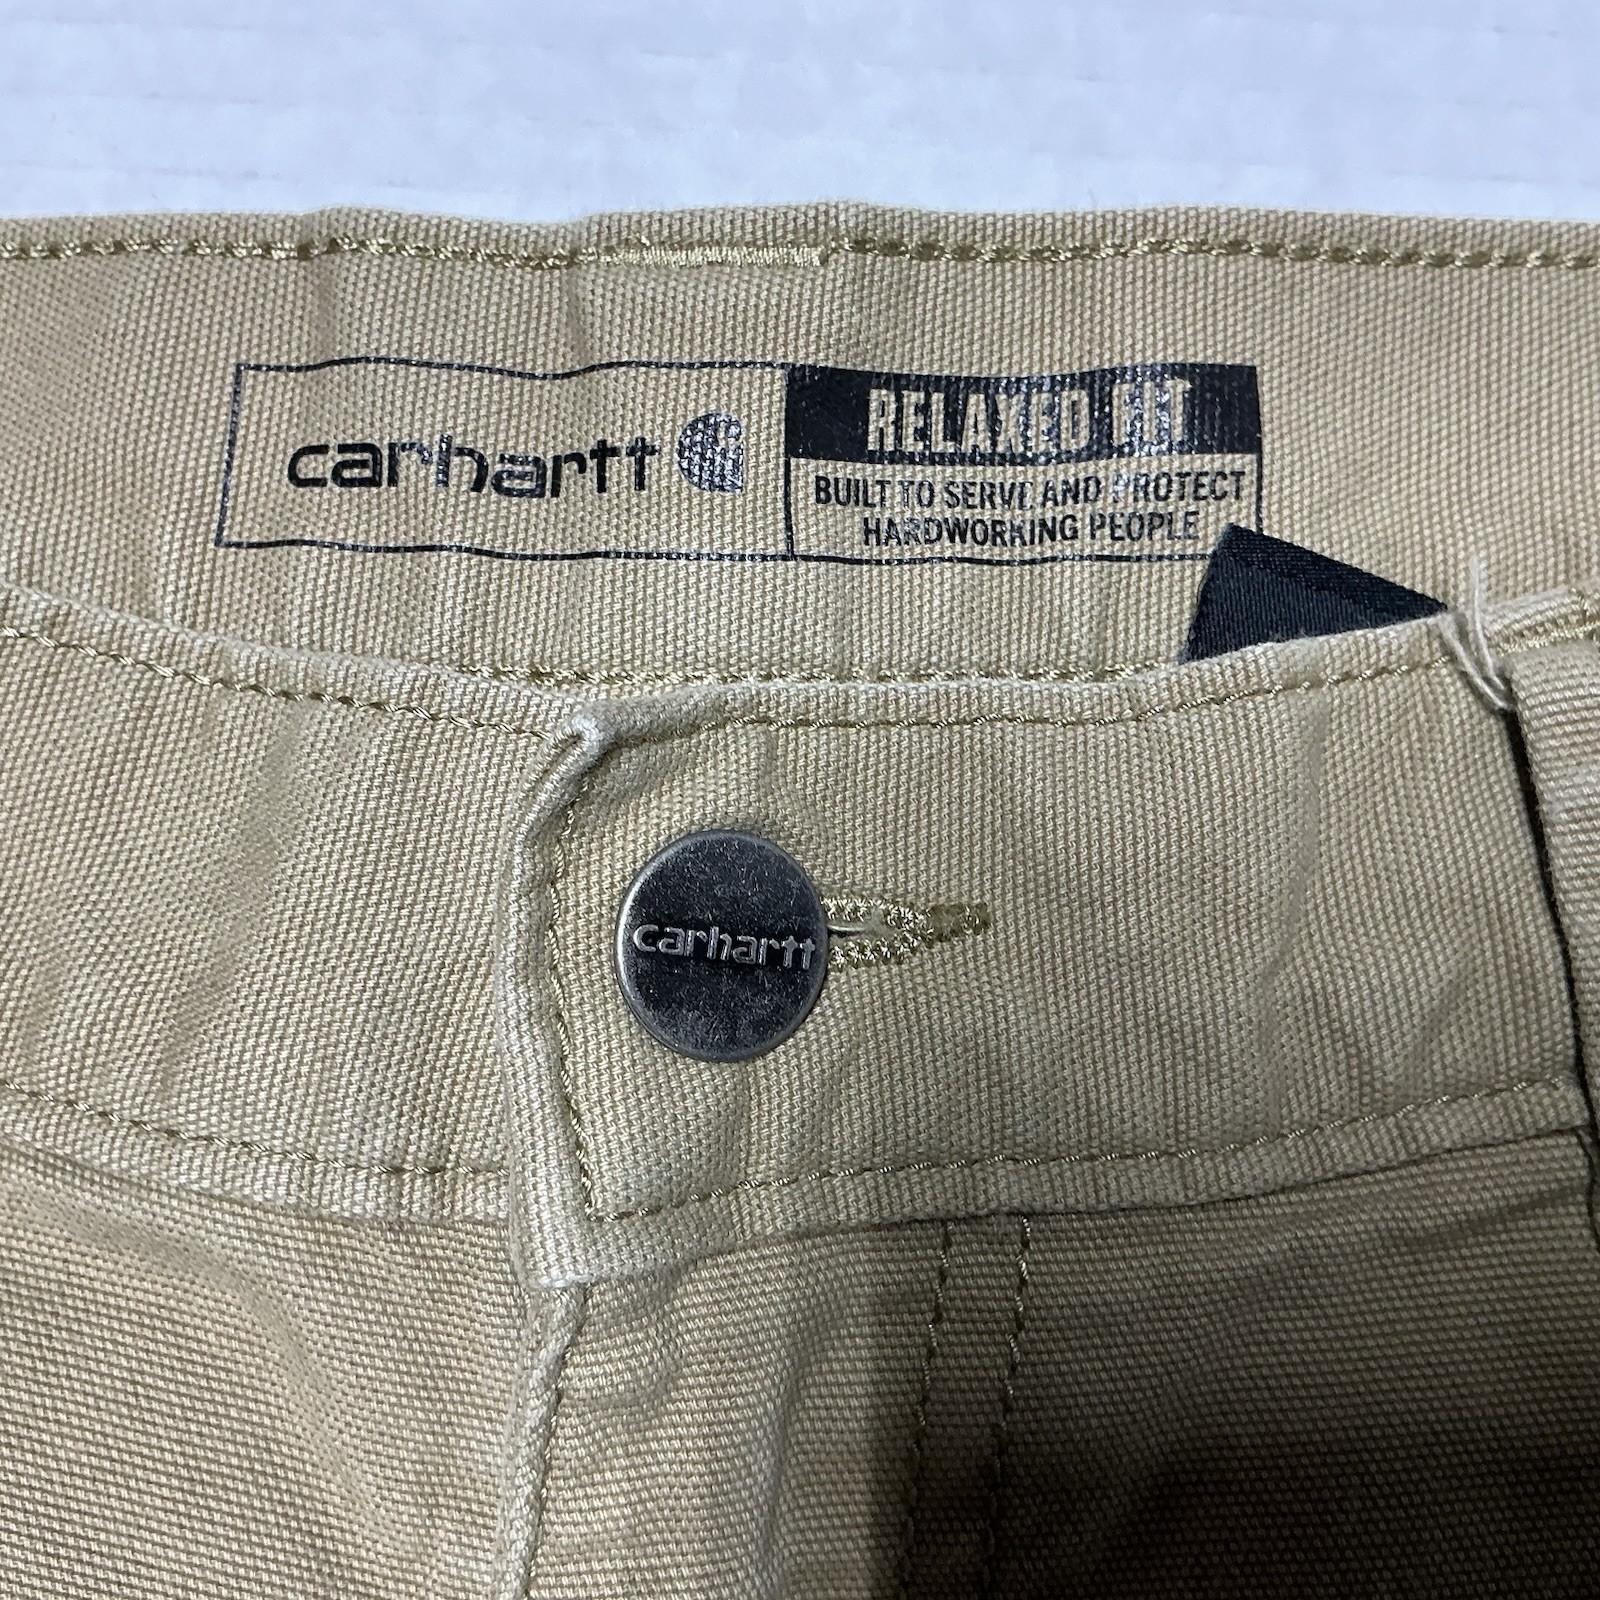 carhartt
RELAXED FIT
BUILT TO SERVE AND PROTECT
HARDWORKING PEOPLE
carhartt